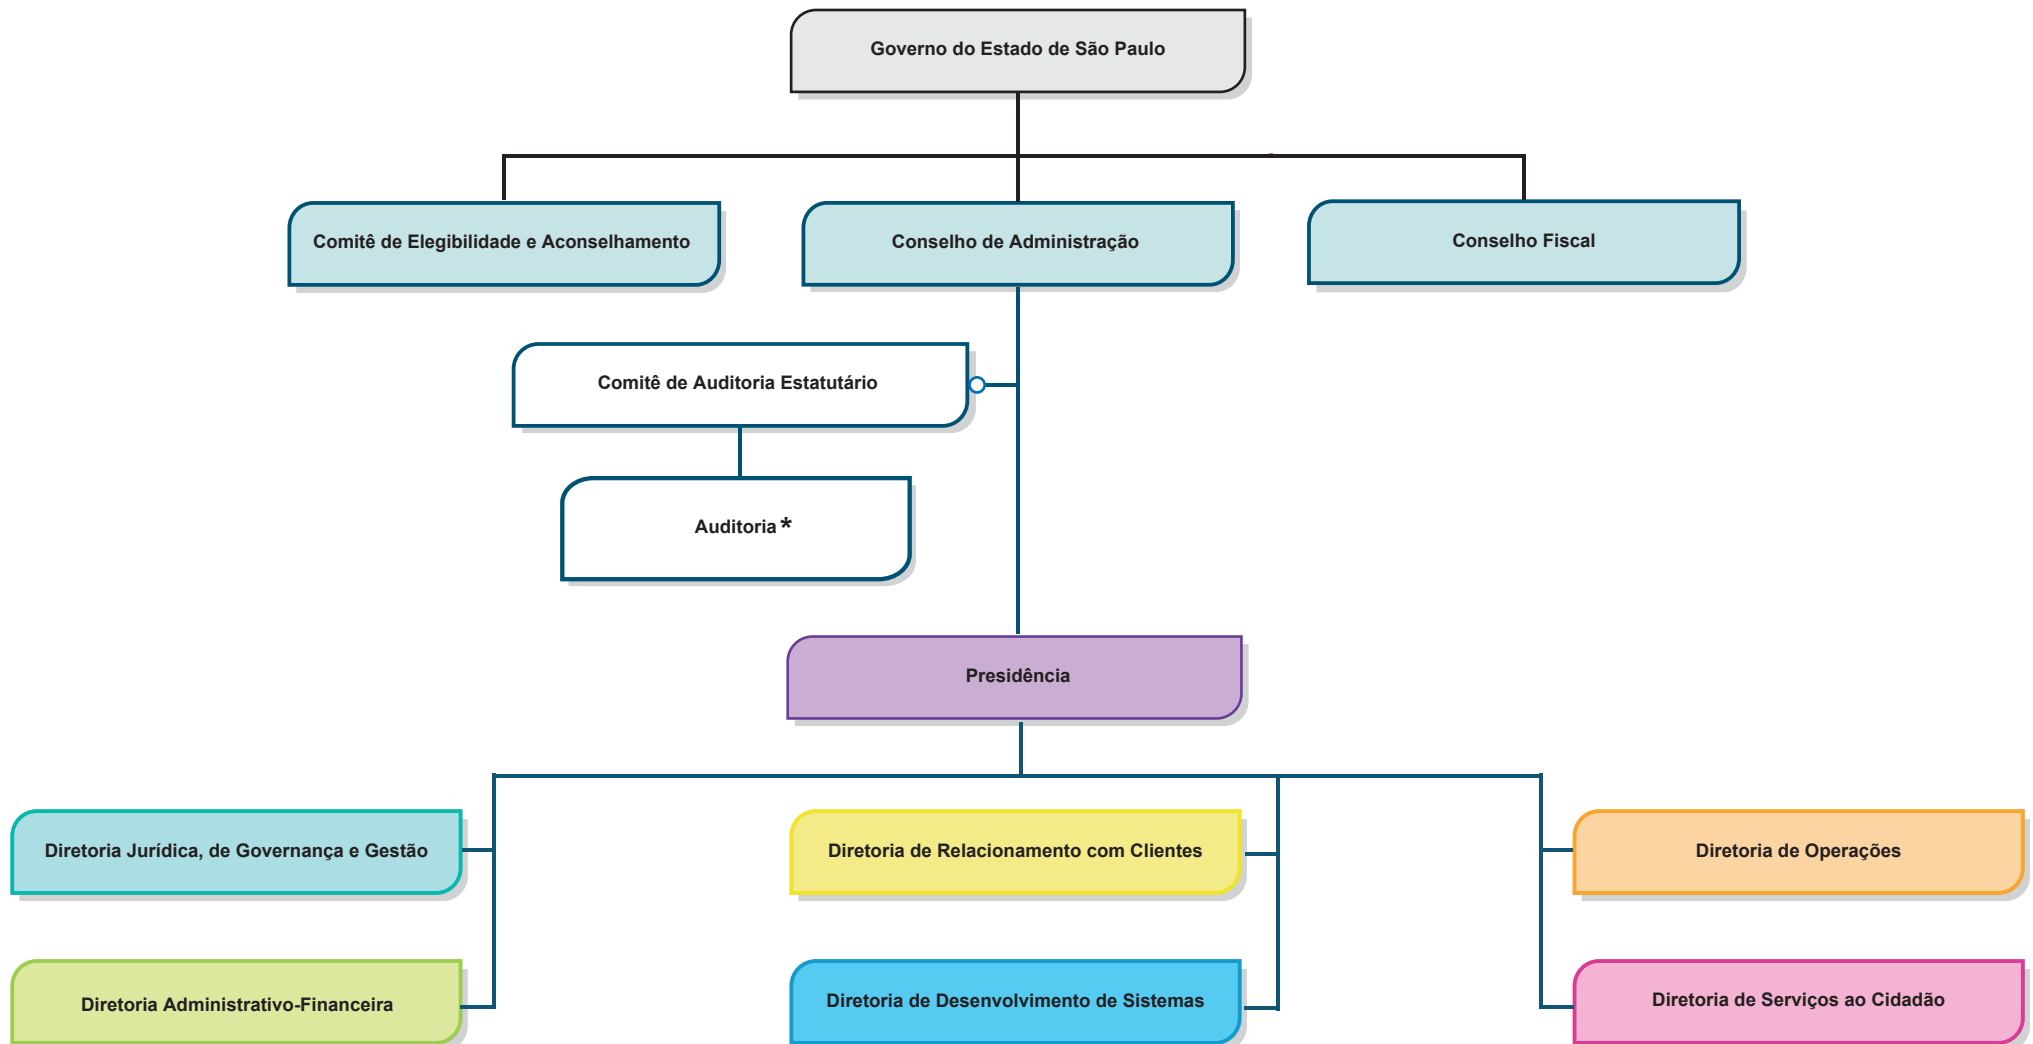 Governo do Estado de São Paulo
Comitê de Elegibilidade e Aconselhamento
Conselho de Administração
Conselho Fiscal
Comitê de Auditoria Estatutário
Auditoria *
Presidência
Diretoria Jurídica, de Governança e Gestão
Diretoria de Relacionamento com Clientes
Diretoria de Operações
Diretoria Administrativo-Financeira
Diretoria de Desenvolvimento de Sistemas
Diretoria de Serviços ao Cidadão